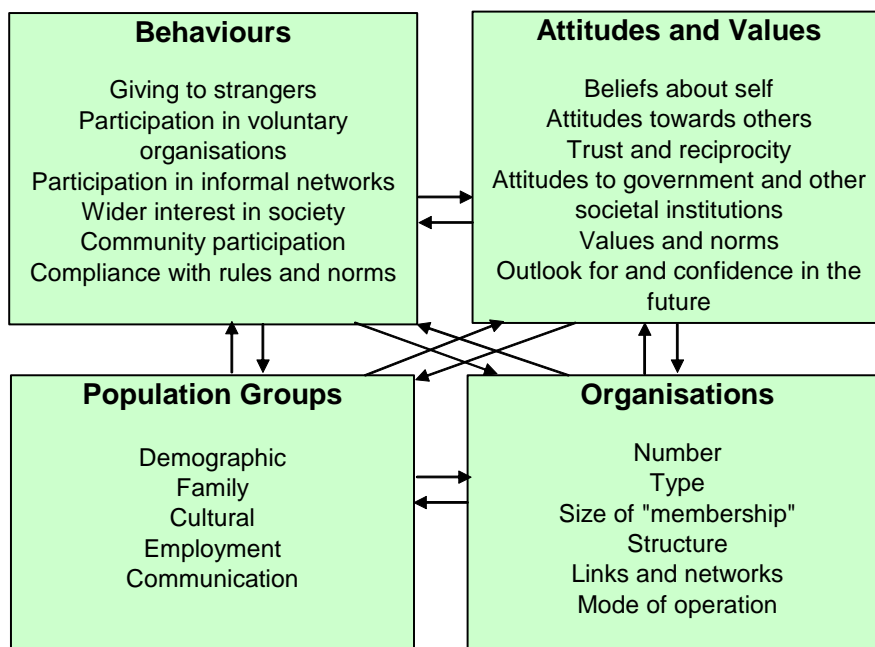 Behaviours
Giving to strangers
Participation in voluntary
organisations
Participation in informal networks
Wider interest in society
Community participation
Compliance with rules and norms
Attitudes and Values
Beliefs about self
Attitudes towards others
Trust and reciprocity
Attitudes to government and other
societal institutions
Values and norms
Outlook for and confidence in the
future
Population Groups
Demographic
Family
Cultural
Employment
Communication
Organisations
Number
Type
Size of "membership"
Structure
Links and networks
Mode of operation